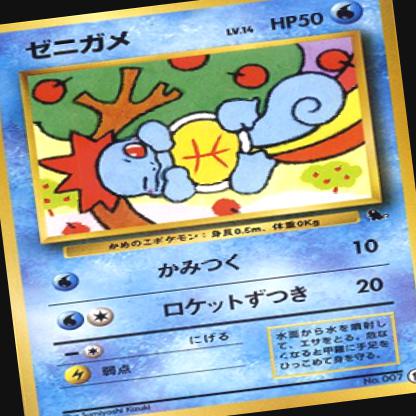 ゼニガメ LV.14 HP50
かめのこポケモン：身長0.5m、体重9Kg
かみつく 10
ロケットずつき 20
にげる
弱点
水面から水を噴射し
て、エサをとる。危な
くなると甲羅に手足を
ひっこめて身を守る。
No.007
Sumiyoshi Kizuki